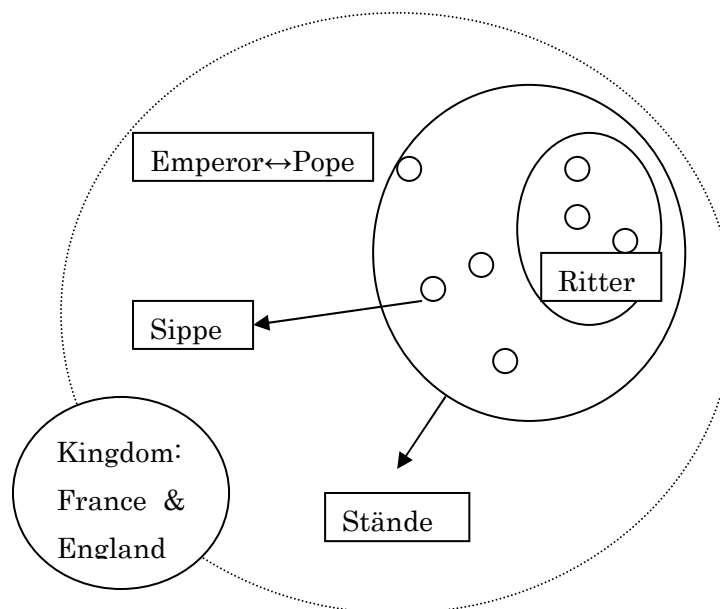 Emperor↔Pope
Ritter
Sippe
Kingdom:
France &
England
Stände